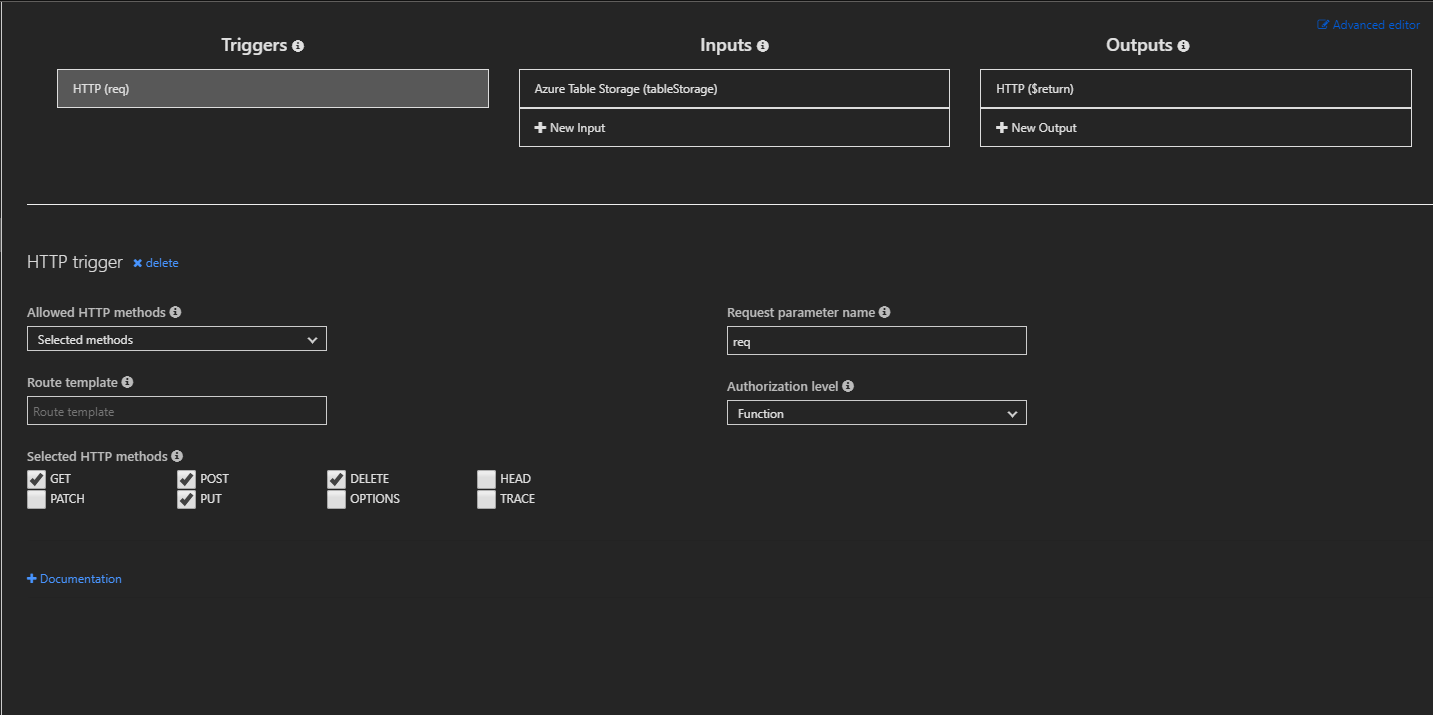 Advanced editor
Triggers
Inputs
Outputs
HTTP (req)
Azure Table Storage (tableStorage)
HTTP ($return)
New Input
New Output
HTTP trigger
delete
Allowed HTTP methods
Request parameter name
Selected methods
req
Route template
Authorization level
Route template
Function
Selected HTTP methods
GET
POST
DELETE
HEAD
PATCH
PUT
OPTIONS
TRACE
Documentation